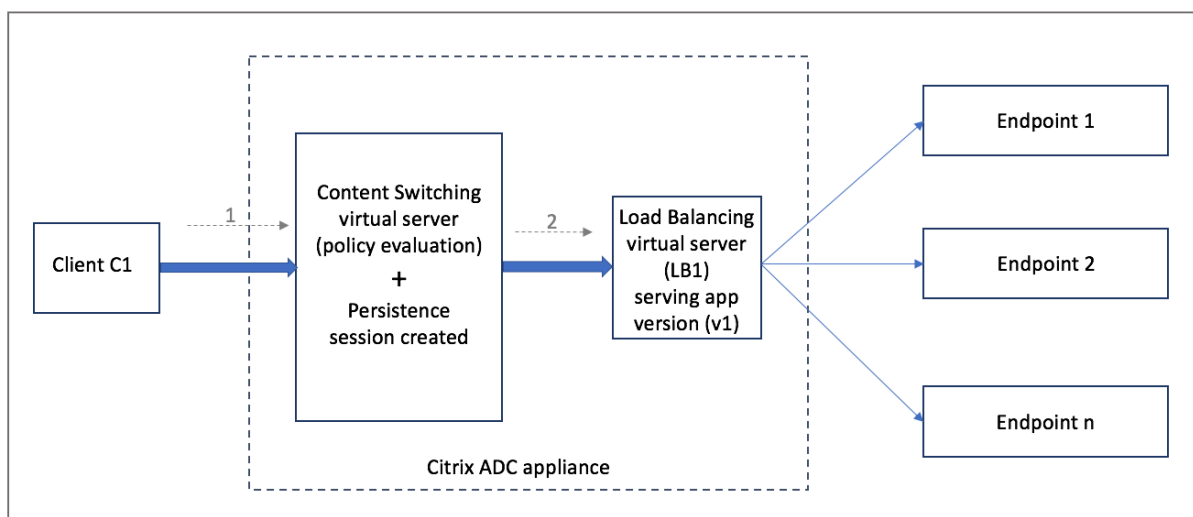 Client C1
1
Content Switching
virtual server
(policy evaluation)
+
Persistence
session created
2
Load Balancing
virtual server
(LB1)
serving app
version (v1)
Endpoint 1
Endpoint 2
Endpoint n
Citrix ADC appliance